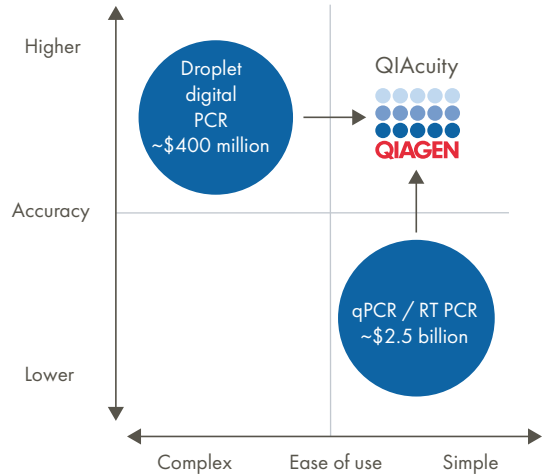 Higher
Droplet
digital
PCR
~$400 million
QIAcuity
QIAGEN
Accuracy
qPCR / RT PCR
~$2.5 billion
Lower
Complex
Ease of use
Simple